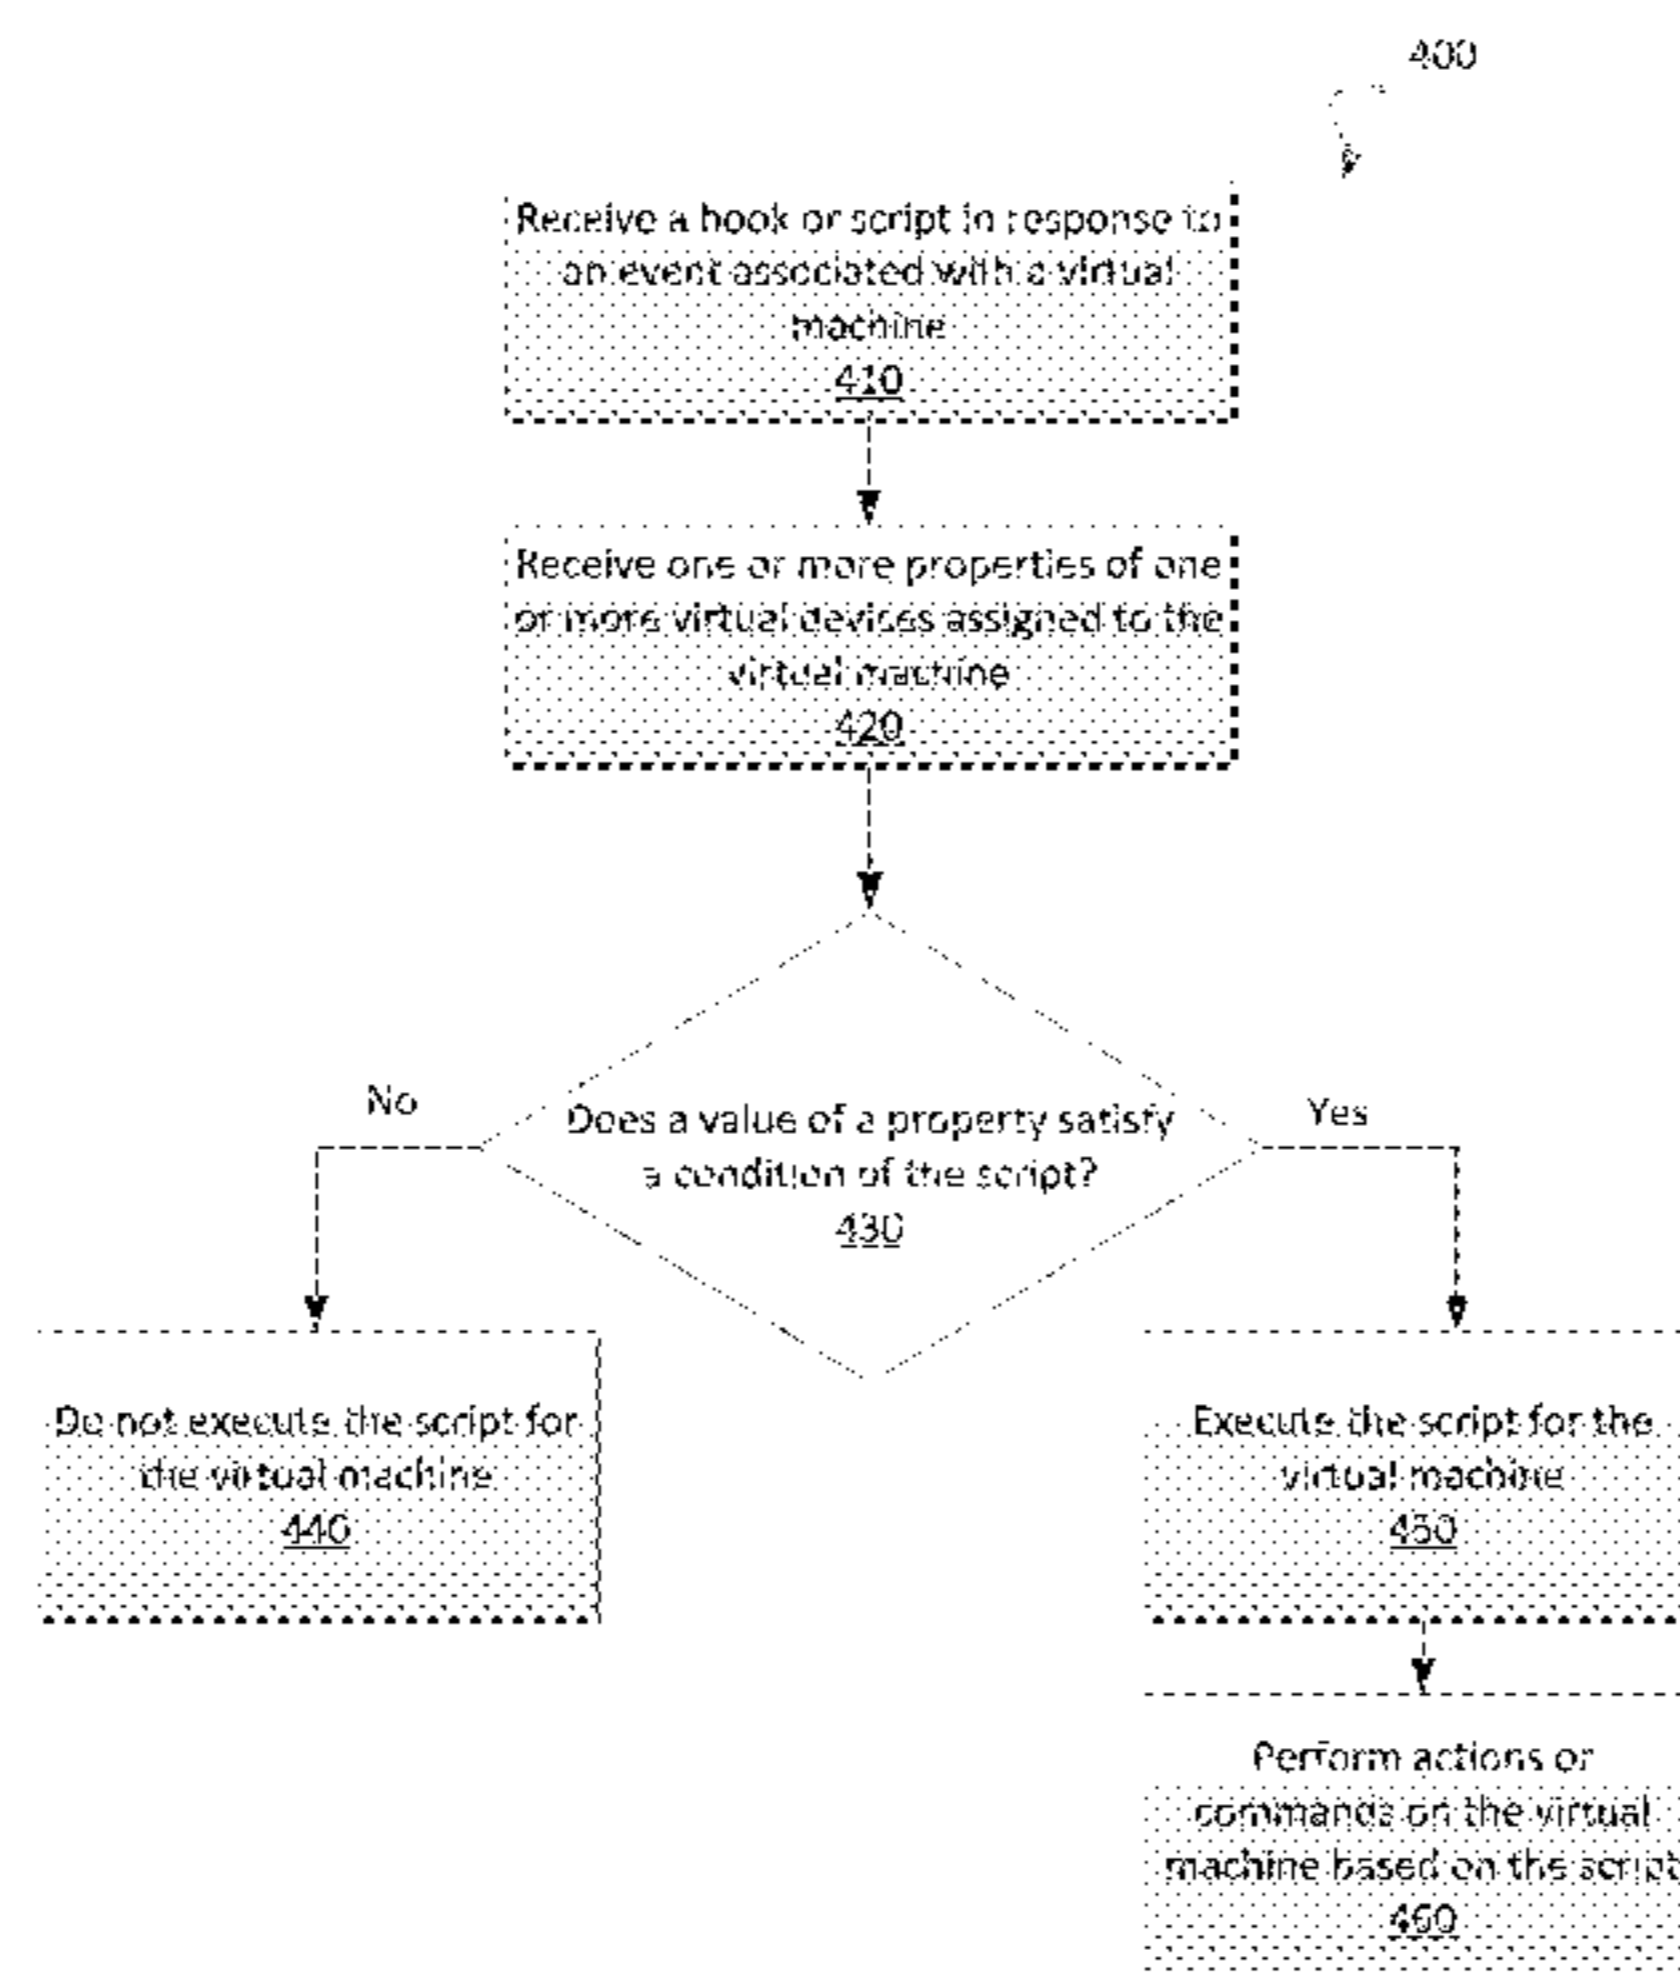 400
Receive a hook or script in response to
an event associated with a virtual
machine
410
Receive one or more properties of one
or more virtual devices assigned to the
virtual machine
420
Does a value of a property satisfy
a condition of the script?
430
No
Yes
Do not execute the script for
the virtual machine
440
Execute the script for the
virtual machine
450
Perform actions or
commands on the virtual
machine based on the script
460